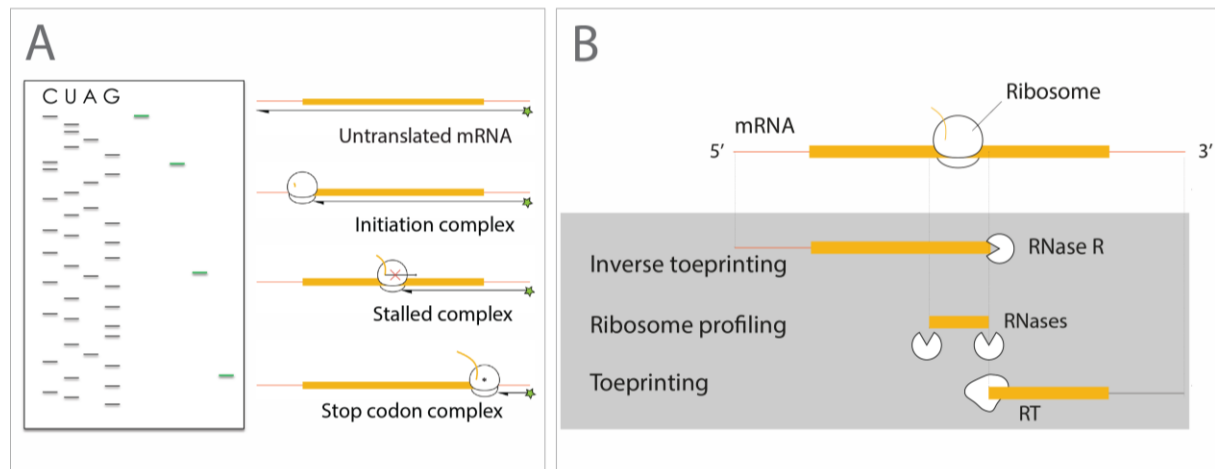 A
C U A G
Untranslated mRNA
Initiation complex
Stalled complex
Stop codon complex
B
Ribosome
mRNA
5’
3’
RNase R
Inverse toeprinting
Ribosome profiling
RNases
Toeprinting
RT